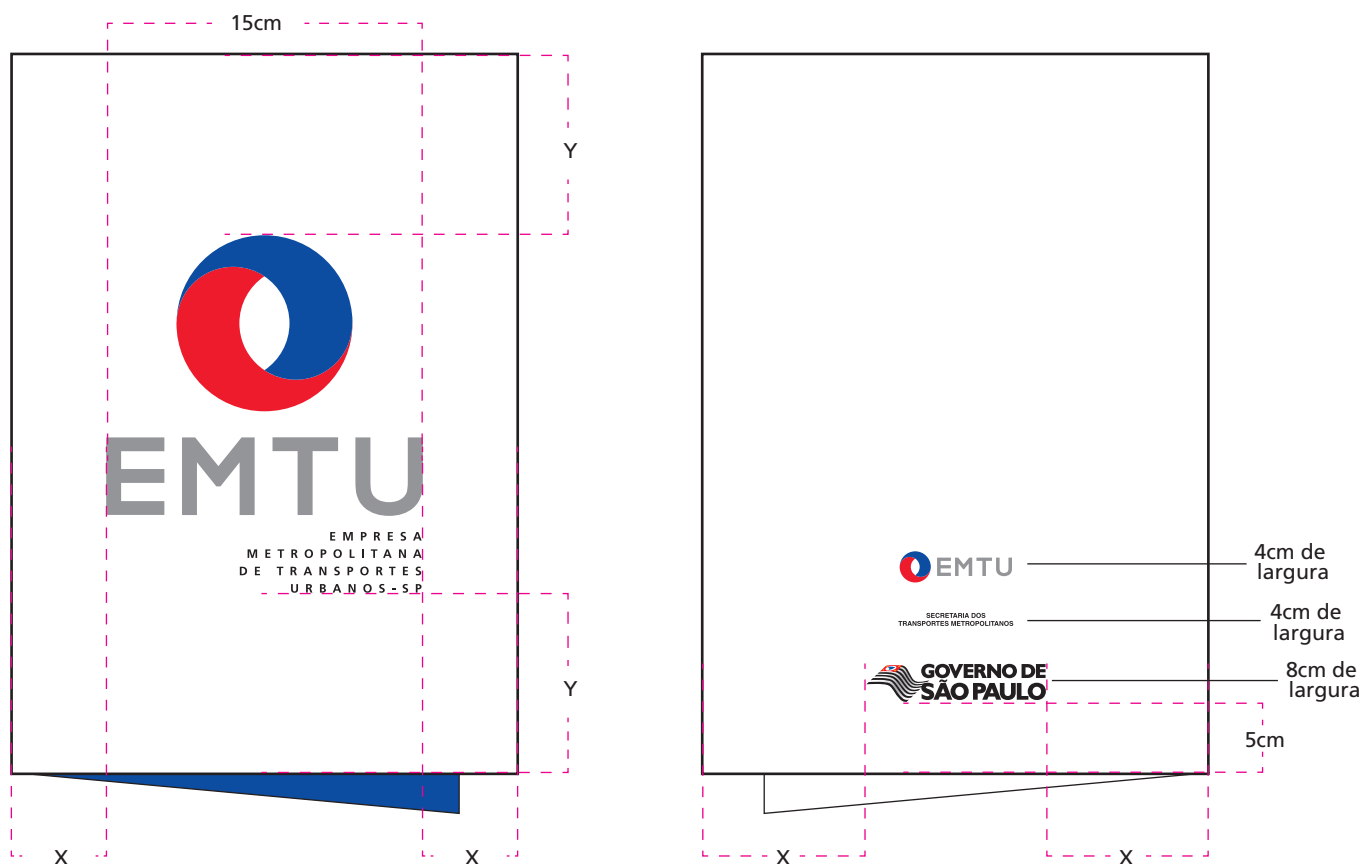 15cm
Y
EMTU
EMPRESA
METROPOLITANA
DE TRANSPORTES
URBANOS-SP
Y
X
X
EMTU
4cm de
largura
SECRETARIA DOS
TRANSPORTES METROPOLITANOS
4cm de
largura
GOVERNO DE
SÃO PAULO
8cm de
largura
5cm
X
X